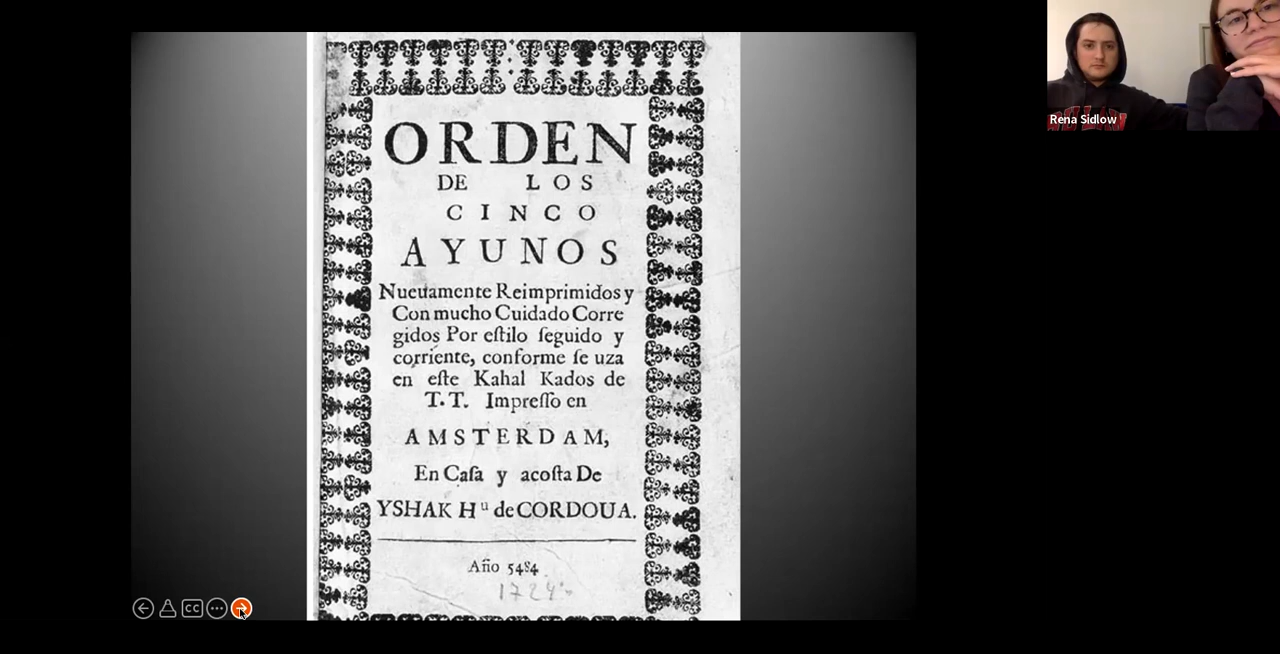 ORDEN
DE LOS
CINCO
AYUNOS
Nueuamente Reimprimidos y
Con mucho Cuidado Corre
gidos Por eſtilo ſeguido y
corriente, conforme ſe uza
en eſte Kahal Kados de
T.T. Impreſſo en
AMSTERDAM,
En Caſa y acoſta De
YSHAK Hᵘ de CORDOUA.
Año 5484
1724
CC
Rena Sidlow